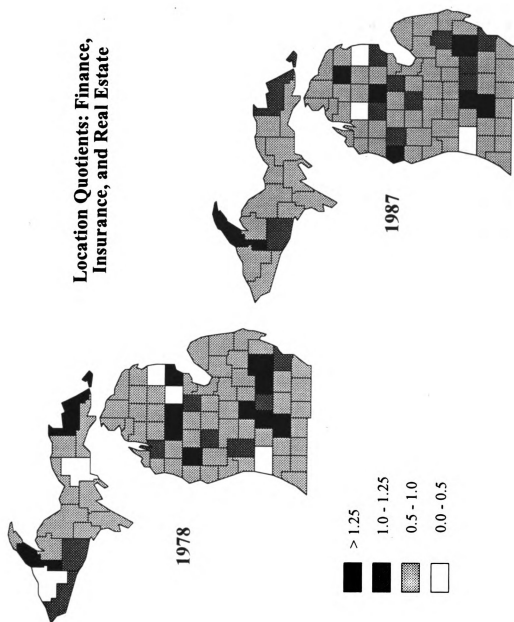 Location Quotients: Finance,
Insurance, and Real Estate
1978
1987
> 1.25
1.0 - 1.25
0.5 - 1.0
0.0 - 0.5